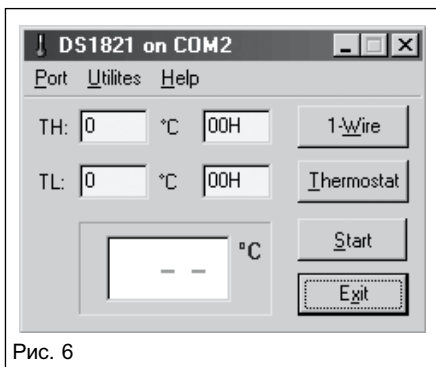 DS1821 on COM2
Port Utilites Help
TH: 0 °C 00H 1-Wire
TL: 0 °C 00H Thermostat
-- °C Start
Exit
Рис. 6